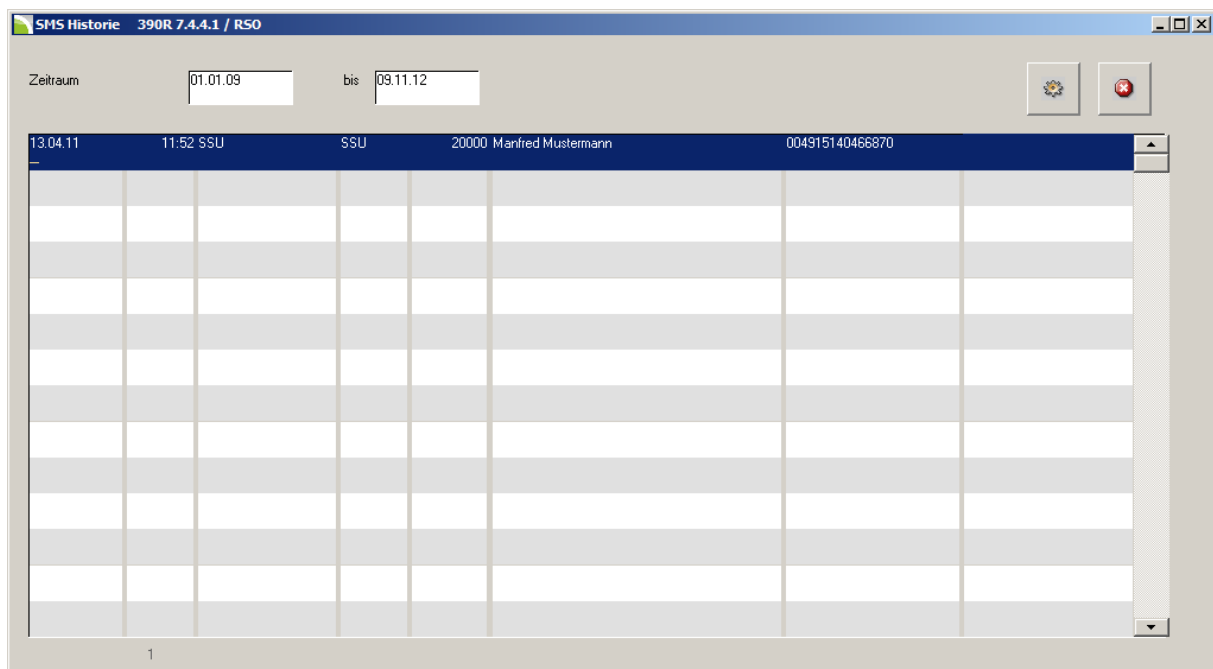 SMS Historie 390R 7.4.4.1 / RSO
Zeitraum 01.01.09 bis 09.11.12
13.04.11 11:52 SSU SSU 20000 Manfred Mustermann 004915140466870
1